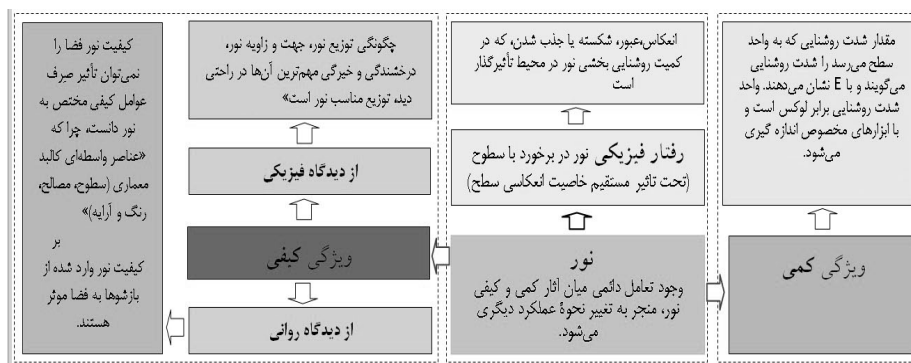 مقدار شدت روشنایی که به واحد
سطح می‌رسد را شدت روشنایی
می‌گویند و با E نشان می‌دهند. واحد
شدت روشنایی برابر لوکس است و
با ابزارهای مخصوص اندازه گیری
می‌شود.
ویژگی کمی
انعکاس،عبور، شکسته یا جذب شدن، که در
کمیت روشنایی بخشی نور در محیط تأثیرگذار
است
رفتار فیزیکی نور در برخورد با سطوح
(تحت تاثیر مستقیم خاصیت انعکاسی سطح)
نور
وجود تعامل دائمی میان آثار کمی و کیفی
نور، منجر به تغییر نحوۀ عملکرد دیگری
می‌شود.
چگونگی توزیع نور، جهت و زاویه نور،
درخشندگی و خیرگی مهم‌ترین آن‌ها در راحتی
دید، توزیع مناسب نور است»
از دیدگاه فیزیکی
ویژگی کیفی
از دیدگاه روانی
کیفیت نور فضا را
نمی‌توان تأثیر صرف
عوامل کیفی مختص به
نور دانست، چرا که
«عناصر واسطه‌ای کالبد
معماری (سطوح، مصالح،
رنگ و آرایه)»
بر
کیفیت نور وارد شده از
بازشوها به فضا موثر
هستند.